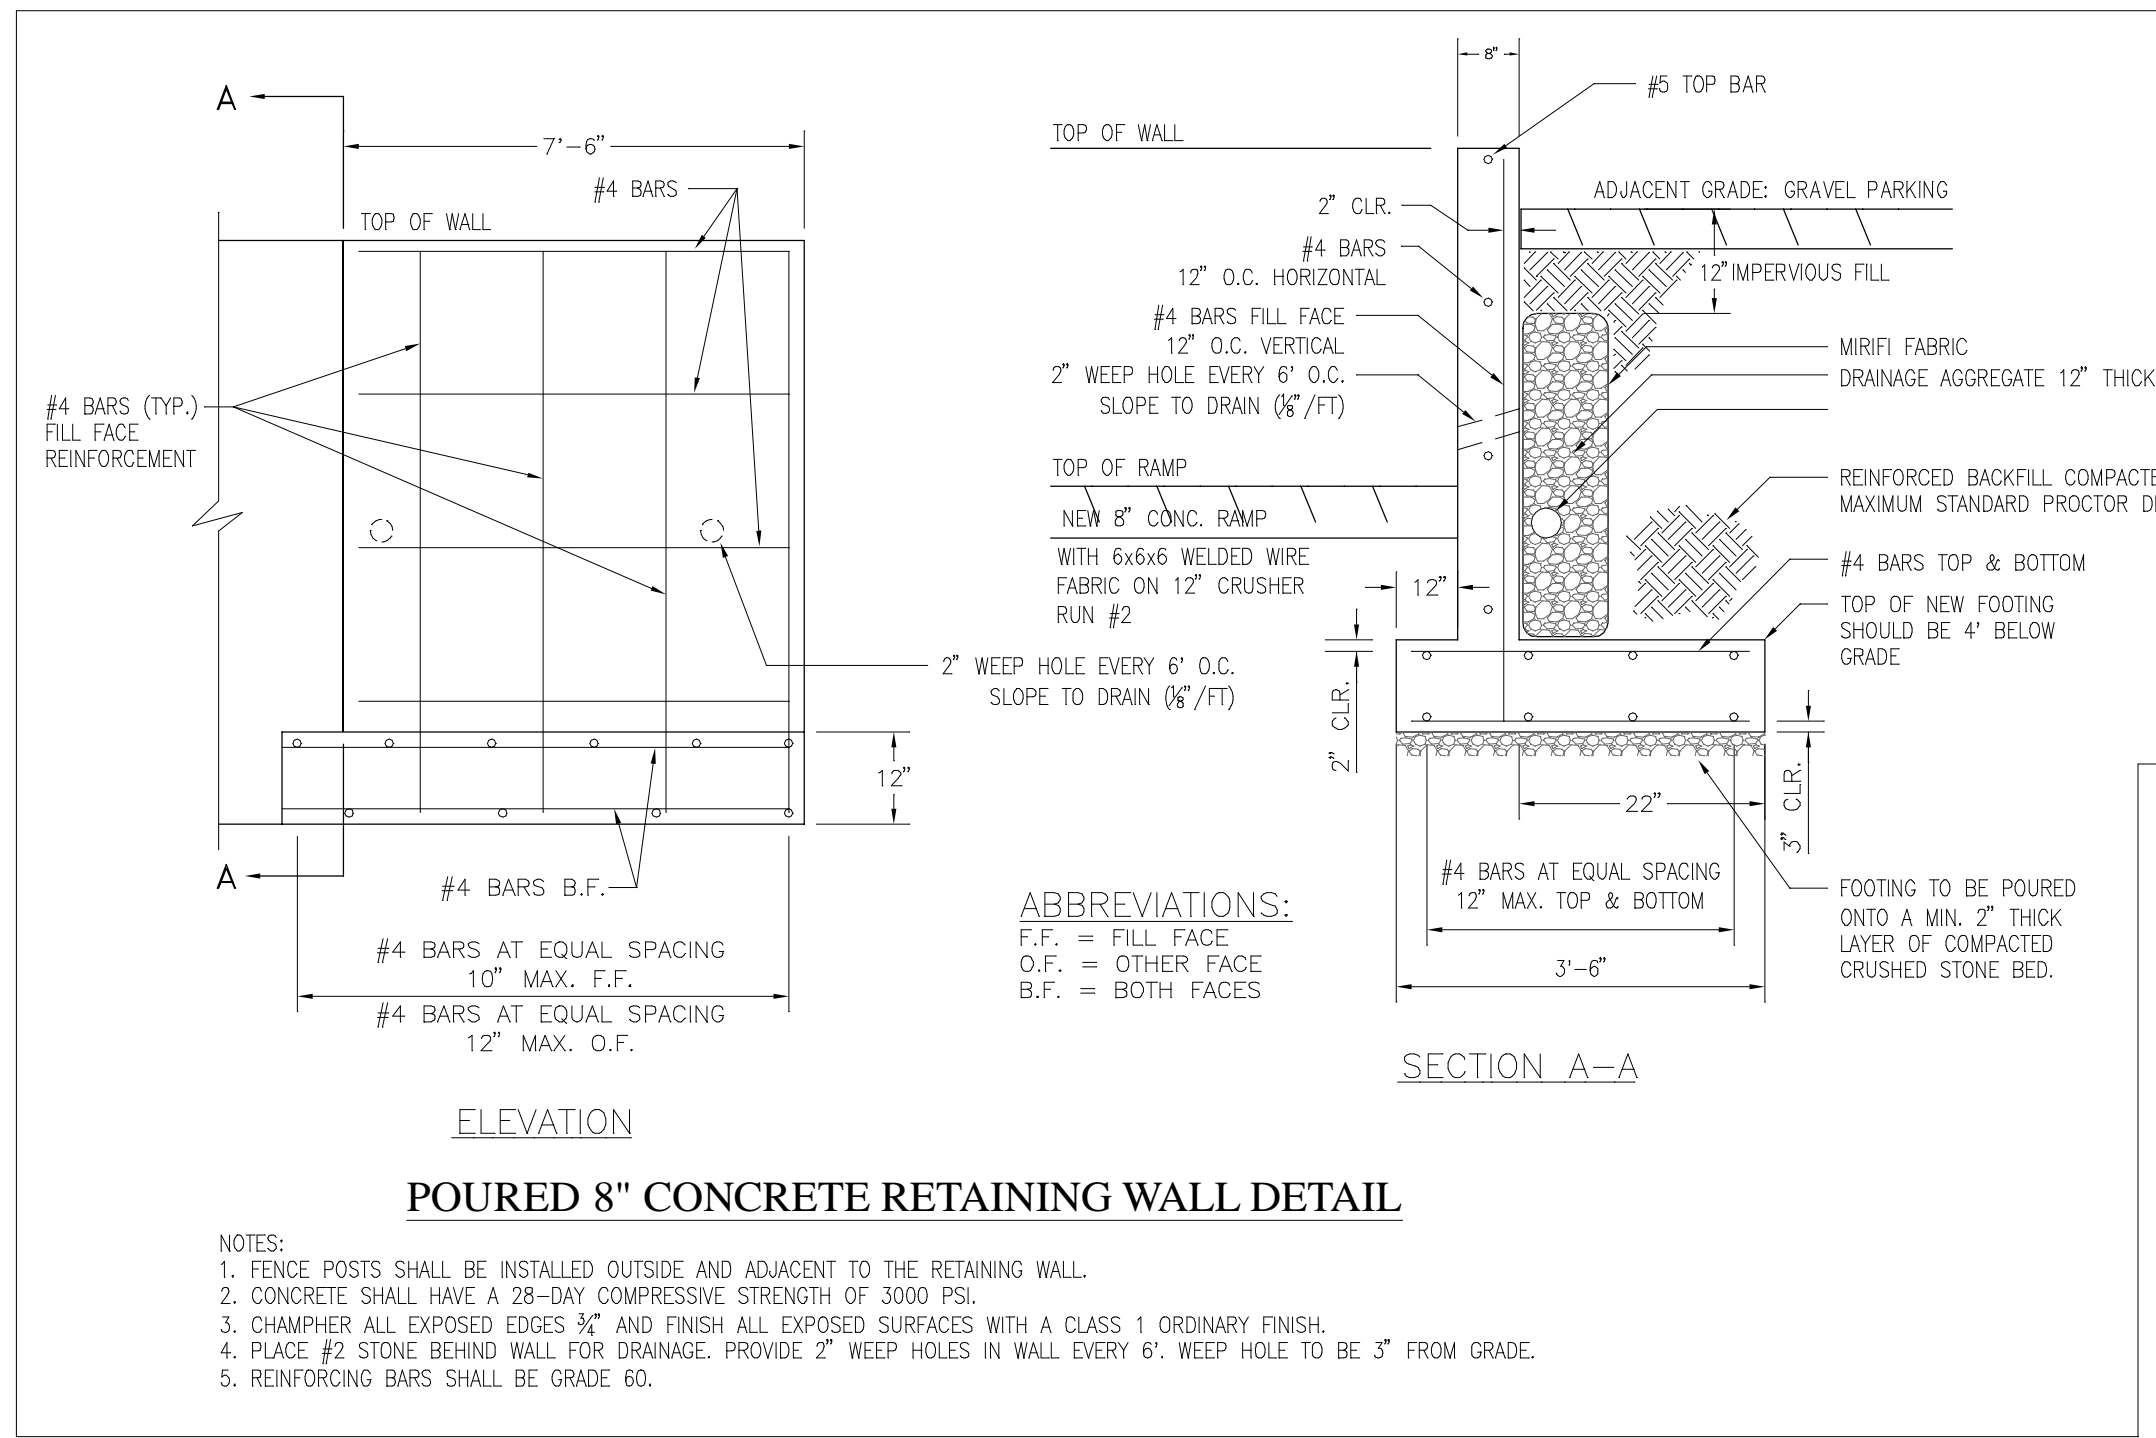 A
7'-6"
#4 BARS
TOP OF WALL
#4 BARS (TYP.)
FILL FACE
REINFORCEMENT
2" WEEP HOLE EVERY 6' O.C.
SLOPE TO DRAIN (⅛"/FT)
12"
A
#4 BARS B.F.
#4 BARS AT EQUAL SPACING
10" MAX. F.F.
#4 BARS AT EQUAL SPACING
12" MAX. O.F.
ELEVATION
8"
#5 TOP BAR
TOP OF WALL
ADJACENT GRADE: GRAVEL PARKING
2" CLR.
#4 BARS
12" O.C. HORIZONTAL
12" IMPERVIOUS FILL
#4 BARS FILL FACE
12" O.C. VERTICAL
2" WEEP HOLE EVERY 6' O.C.
SLOPE TO DRAIN (⅛"/FT)
MIRIFI FABRIC
DRAINAGE AGGREGATE 12" THICK
TOP OF RAMP
NEW 8" CONC. RAMP
WITH 6x6x6 WELDED WIRE
FABRIC ON 12" CRUSHER
RUN #2
12"
REINFORCED BACKFILL COMPACTE
MAXIMUM STANDARD PROCTOR D
#4 BARS TOP & BOTTOM
TOP OF NEW FOOTING
SHOULD BE 4' BELOW
GRADE
2" CLR.
22"
3" CLR.
#4 BARS AT EQUAL SPACING
12" MAX. TOP & BOTTOM
3'-6"
FOOTING TO BE POURED
ONTO A MIN. 2" THICK
LAYER OF COMPACTED
CRUSHED STONE BED.
ABBREVIATIONS:
F.F. = FILL FACE
O.F. = OTHER FACE
B.F. = BOTH FACES
SECTION A-A
POURED 8" CONCRETE RETAINING WALL DETAIL
NOTES:
1. FENCE POSTS SHALL BE INSTALLED OUTSIDE AND ADJACENT TO THE RETAINING WALL.
2. CONCRETE SHALL HAVE A 28-DAY COMPRESSIVE STRENGTH OF 3000 PSI.
3. CHAMPHER ALL EXPOSED EDGES ¾" AND FINISH ALL EXPOSED SURFACES WITH A CLASS 1 ORDINARY FINISH.
4. PLACE #2 STONE BEHIND WALL FOR DRAINAGE. PROVIDE 2" WEEP HOLES IN WALL EVERY 6'. WEEP HOLE TO BE 3" FROM GRADE.
5. REINFORCING BARS SHALL BE GRADE 60.